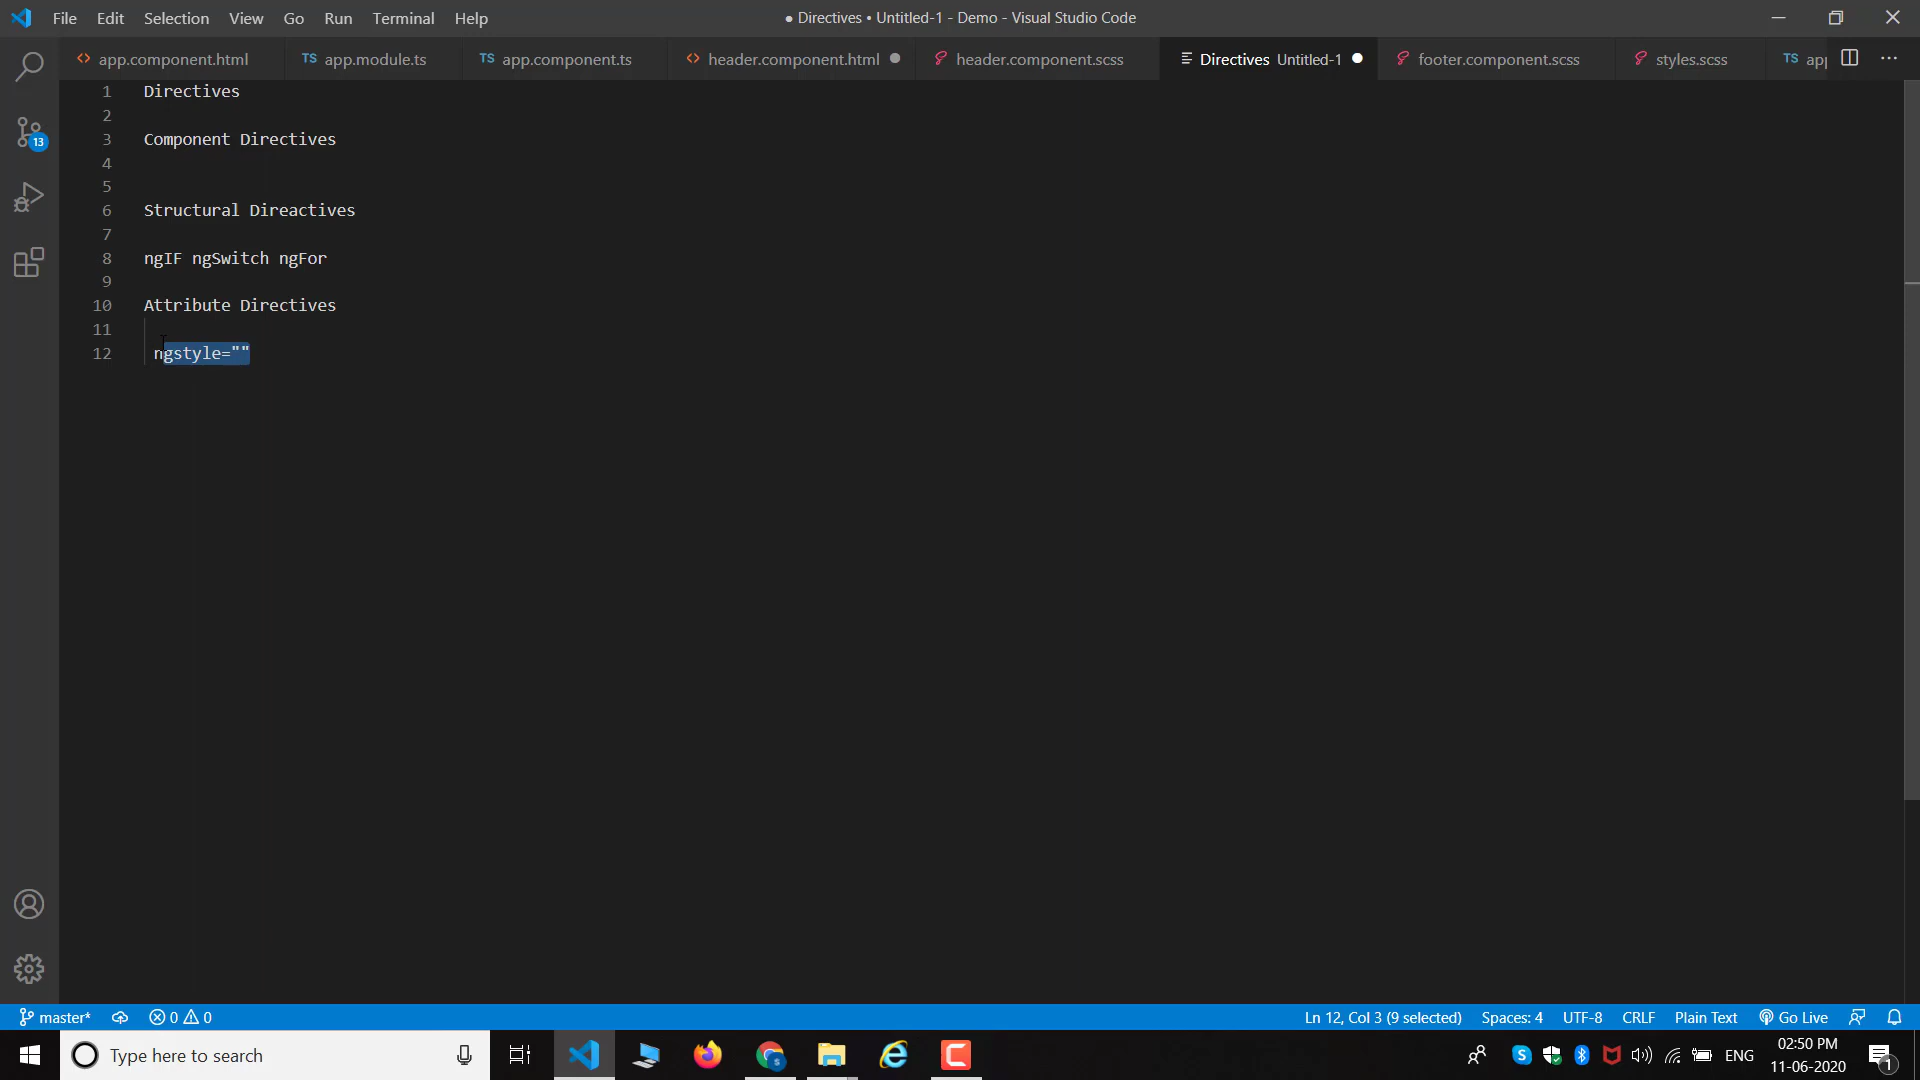 File Edit Selection View Go Run Terminal Help
● Directives • Untitled-1 - Demo - Visual Studio Code
app.component.html TS app.module.ts TS app.component.ts header.component.html header.component.scss Directives Untitled-1 footer.component.scss styles.scss TS app
1 Directives
2
3 Component Directives
4
5
6 Structural Direactives
7
8 ngIF ngSwitch ngFor
9
10 Attribute Directives
11
12 ngstyle=""
13
master* 0 0 Ln 12, Col 3 (9 selected) Spaces: 4 UTF-8 CRLF Plain Text Go Live
Type here to search
ENG
02:50 PM
11-06-2020
1